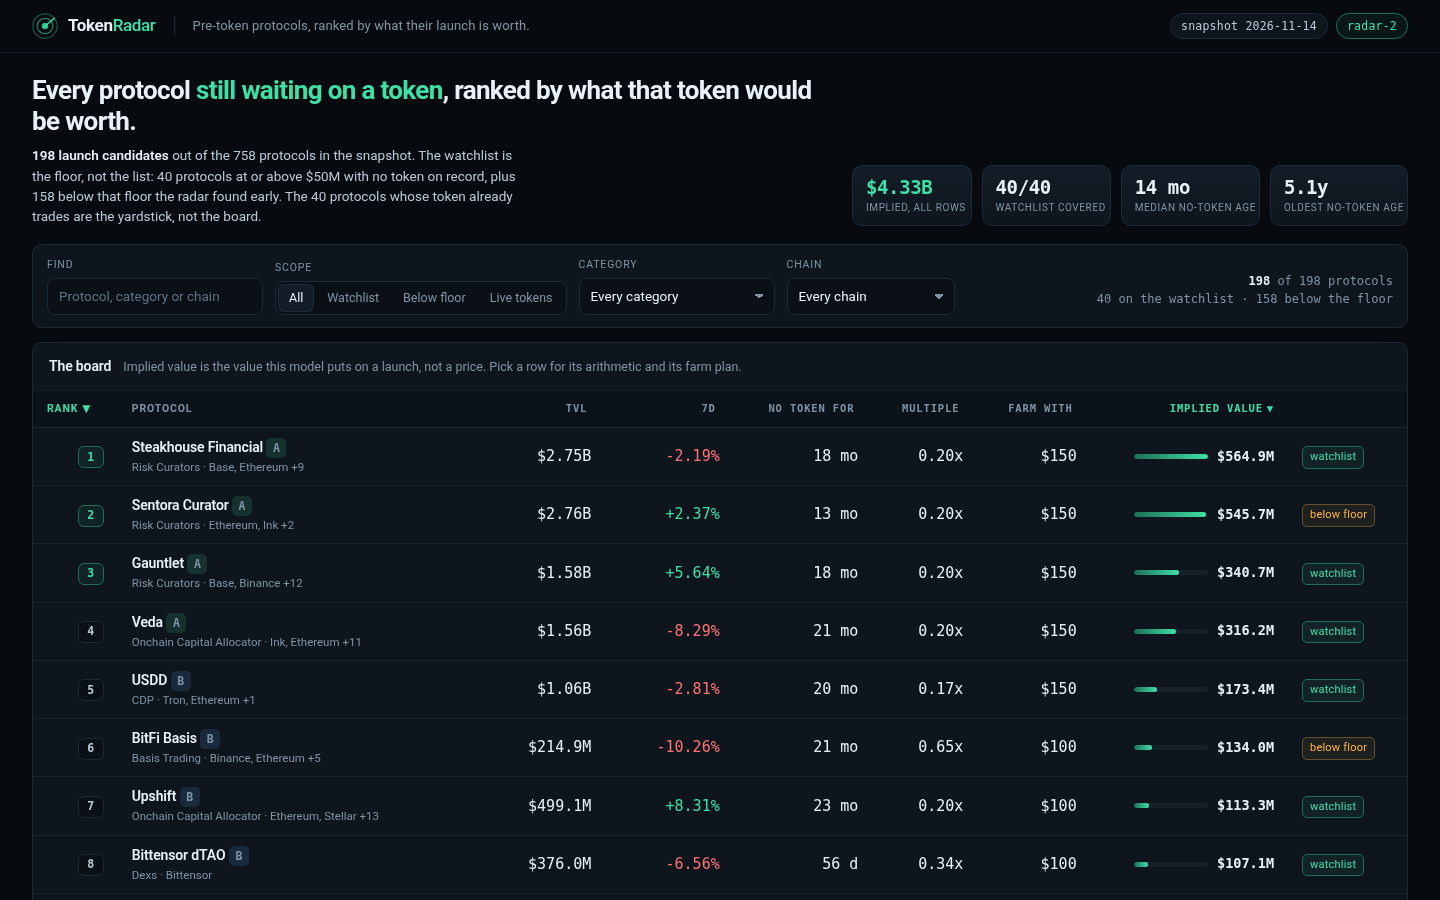 TokenRadar
Pre-token protocols, ranked by what their launch is worth.
snapshot 2026-11-14
radar-2
Every protocol still waiting on a token, ranked by what that token would
be worth.
198 launch candidates out of the 758 protocols in the snapshot. The watchlist is
the floor, not the list: 40 protocols at or above $50M with no token on record, plus
158 below that floor the radar found early. The 40 protocols whose token already
trades are the yardstick, not the board.
$4.33B
IMPLIED, ALL ROWS
40/40
WATCHLIST COVERED
14 mo
MEDIAN NO-TOKEN AGE
5.1y
OLDEST NO-TOKEN AGE
FIND
Protocol, category or chain
SCOPE
All Watchlist Below floor Live tokens
CATEGORY
Every category
CHAIN
Every chain
198 of 198 protocols
40 on the watchlist · 158 below the floor
The board Implied value is the value this model puts on a launch, not a price. Pick a row for its arithmetic and its farm plan.
RANK ▼ PROTOCOL TVL 7D NO TOKEN FOR MULTIPLE FARM WITH IMPLIED VALUE ▼
1 Steakhouse Financial A $2.75B -2.19% 18 mo 0.20x $150 $564.9M watchlist
Risk Curators · Base, Ethereum +9
2 Sentora Curator A $2.76B +2.37% 13 mo 0.20x $150 $545.7M below floor
Risk Curators · Ethereum, Ink +2
3 Gauntlet A $1.58B +5.64% 18 mo 0.20x $150 $340.7M watchlist
Risk Curators · Base, Binance +12
4 Veda A $1.56B -8.29% 21 mo 0.20x $150 $316.2M watchlist
Onchain Capital Allocator · Ink, Ethereum +11
5 USDD B $1.06B -2.81% 20 mo 0.17x $150 $173.4M watchlist
CDP · Tron, Ethereum +1
6 BitFi Basis B $214.9M -10.26% 21 mo 0.65x $100 $134.0M below floor
Basis Trading · Binance, Ethereum +5
7 Upshift B $499.1M +8.31% 23 mo 0.20x $100 $113.3M watchlist
Onchain Capital Allocator · Ethereum, Stellar +13
8 Bittensor dTAO B $376.0M -6.56% 56 d 0.34x $100 $107.1M watchlist
Dexs · Bittensor